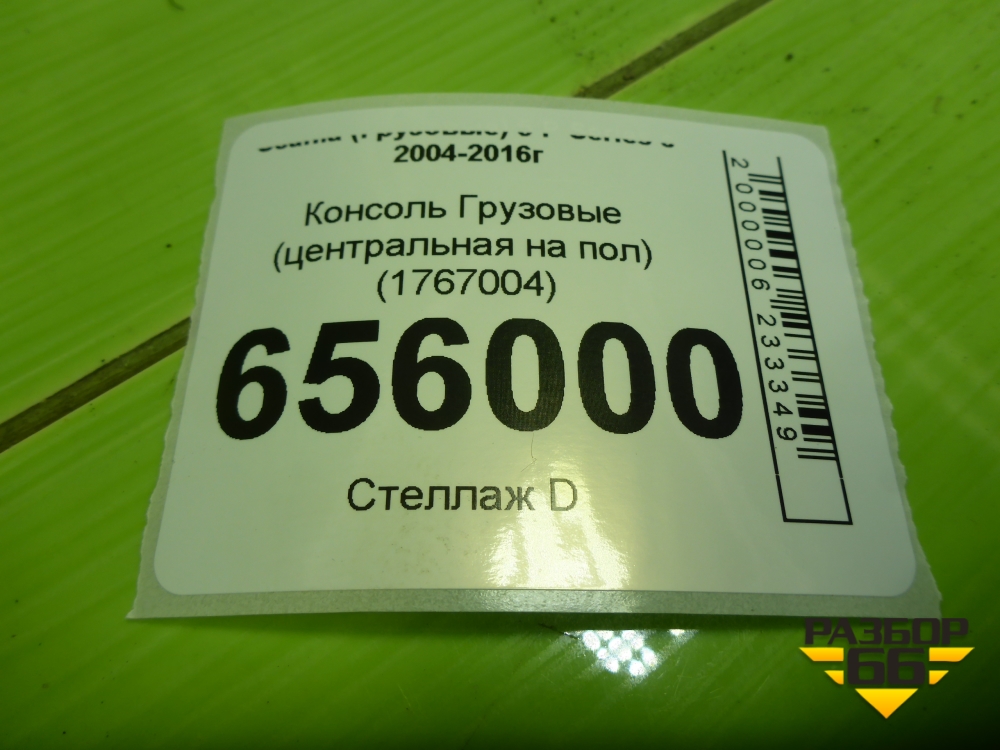 2004-2016г
Консоль Грузовые
(центральная на пол)
(1767004)
656000
Стеллаж D
2000006233349
РАЗБОР
66